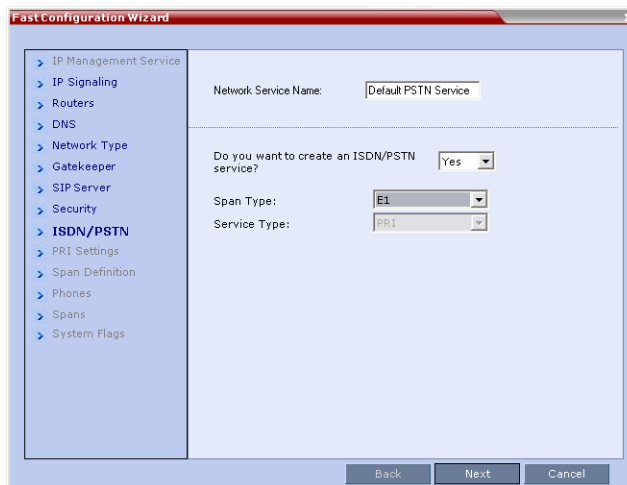 Fast Configuration Wizard
IP Management Service
IP Signaling
Routers
DNS
Network Type
Gatekeeper
SIP Server
Security
ISDN/PSTN
PRI Settings
Span Definition
Phones
Spans
System Flags
Network Service Name: Default PSTN Service
Do you want to create an ISDN/PSTN
service? Yes
Span Type: E1
Service Type: PRI
Back Next Cancel